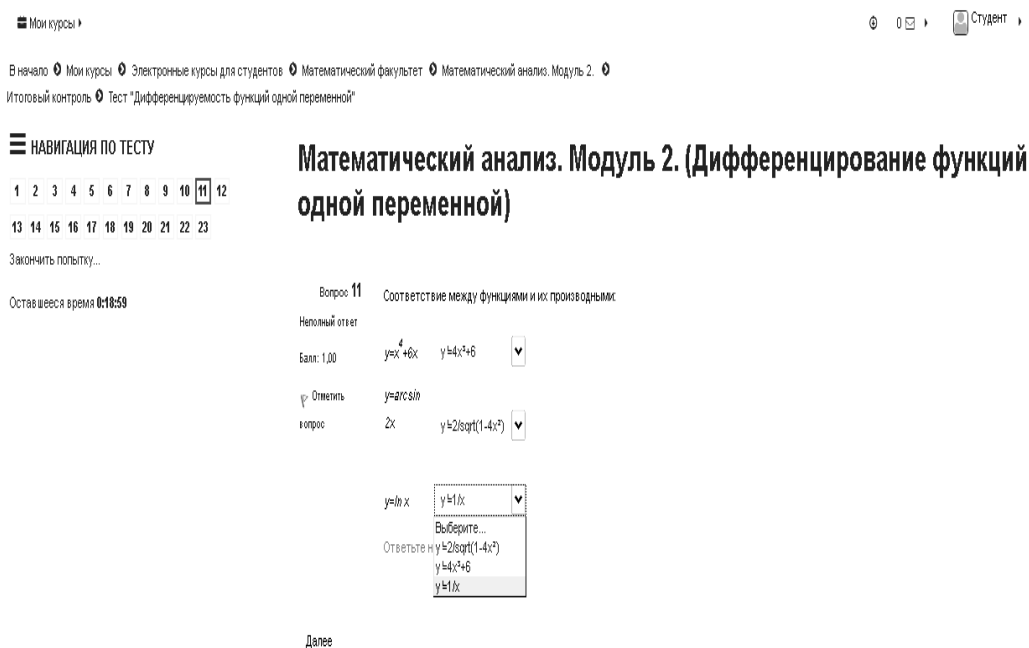 Мои курсы
0
Студент
В начало Мои курсы Электронные курсы для студентов Математический факультет Математический анализ. Модуль 2.
Итоговый контроль Тест "Дифференцируемость функций одной переменной"
НАВИГАЦИЯ ПО ТЕСТУ
1 2 3 4 5 6 7 8 9 10 11 12
13 14 15 16 17 18 19 20 21 22 23
Закончить попытку...
Оставшееся время 0:18:59
Математический анализ. Модуль 2. (Дифференцирование функций
одной переменной)
Вопрос 11
Неполный ответ
Балл: 1,00
Отметить
вопрос
Соответствие между функциями и их производными:
y=x⁴+6x y'=4x³+6
y=arcsin
2x y'=2/sqrt(1-4x²)
y=ln x y'=1/x
Выберите...
Ответьте н
y'=2/sqrt(1-4x²)
y'=4x³+6
y'=1/x
Далее